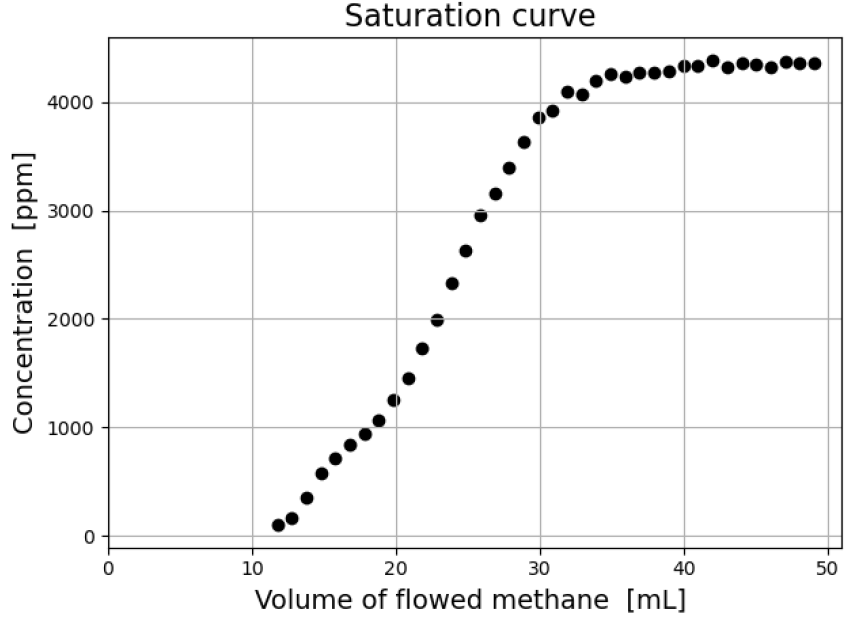 Saturation curve
Concentration [ppm]
4000
3000
2000
1000
0
0 10 20 30 40 50
Volume of flowed methane [mL]